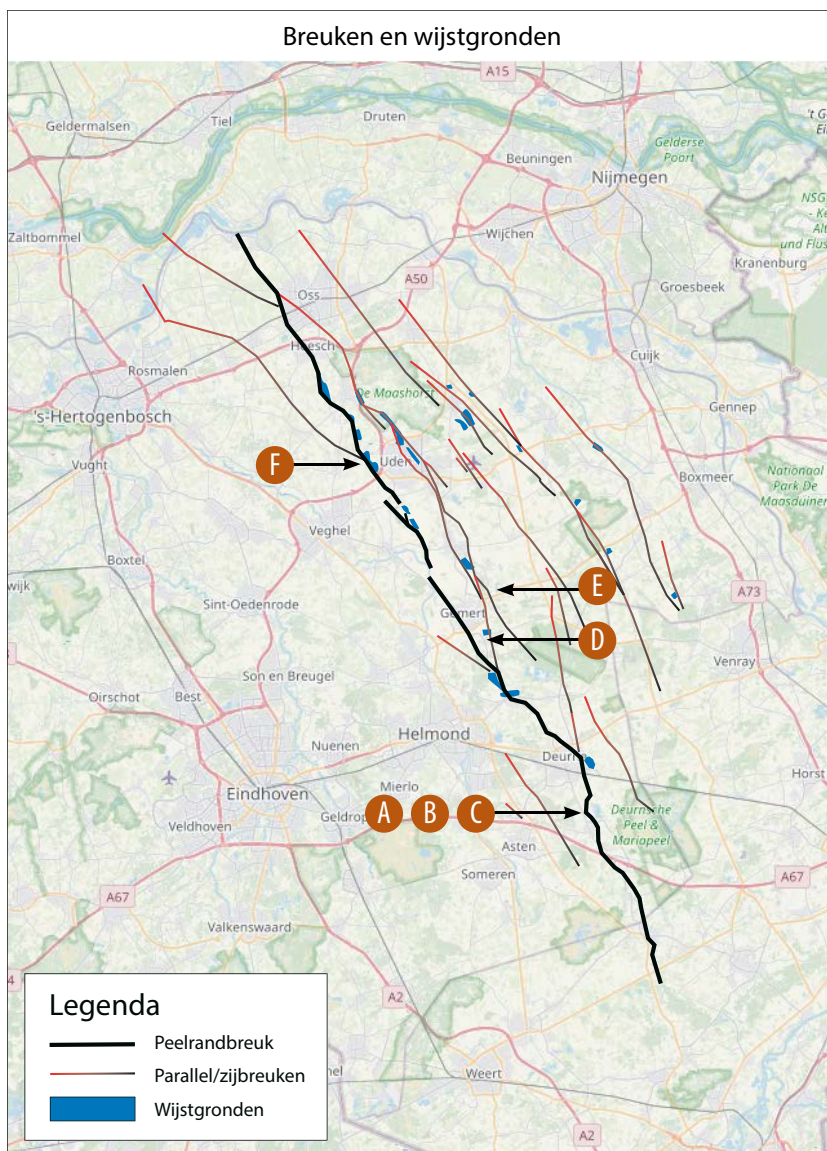 Breuken en wijstgronden
A15
Geldermalsen
Tiel
Druten
Beuningen
Gelderse
Poort
Nijmegen
Zaltbommel
Wijchen
Kranenburg
A50
Groesbeek
Oss
Heesch
Cuijk
Rosmalen
De Maashorst
Gennep
's-Hertogenbosch
Vught
F
Uden
Boxmeer
Nationaal
Park De
Maasduinen
Veghel
Boxtel
E
A73
Sint-Oedenrode
Gemert
D
Venray
Son en Breugel
Oirschot
Best
Nuenen
Helmond
Deurne
Horst
Eindhoven
Mierlo
Geldrop
A
B
C
Deurnsche
Peel &
Mariapeel
Veldhoven
Asten
Someren
A67
A67
Valkenswaard
A2
Weert
A2
Legenda
Peelrandbreuk
Parallel/zijbreuken
Wijstgronden